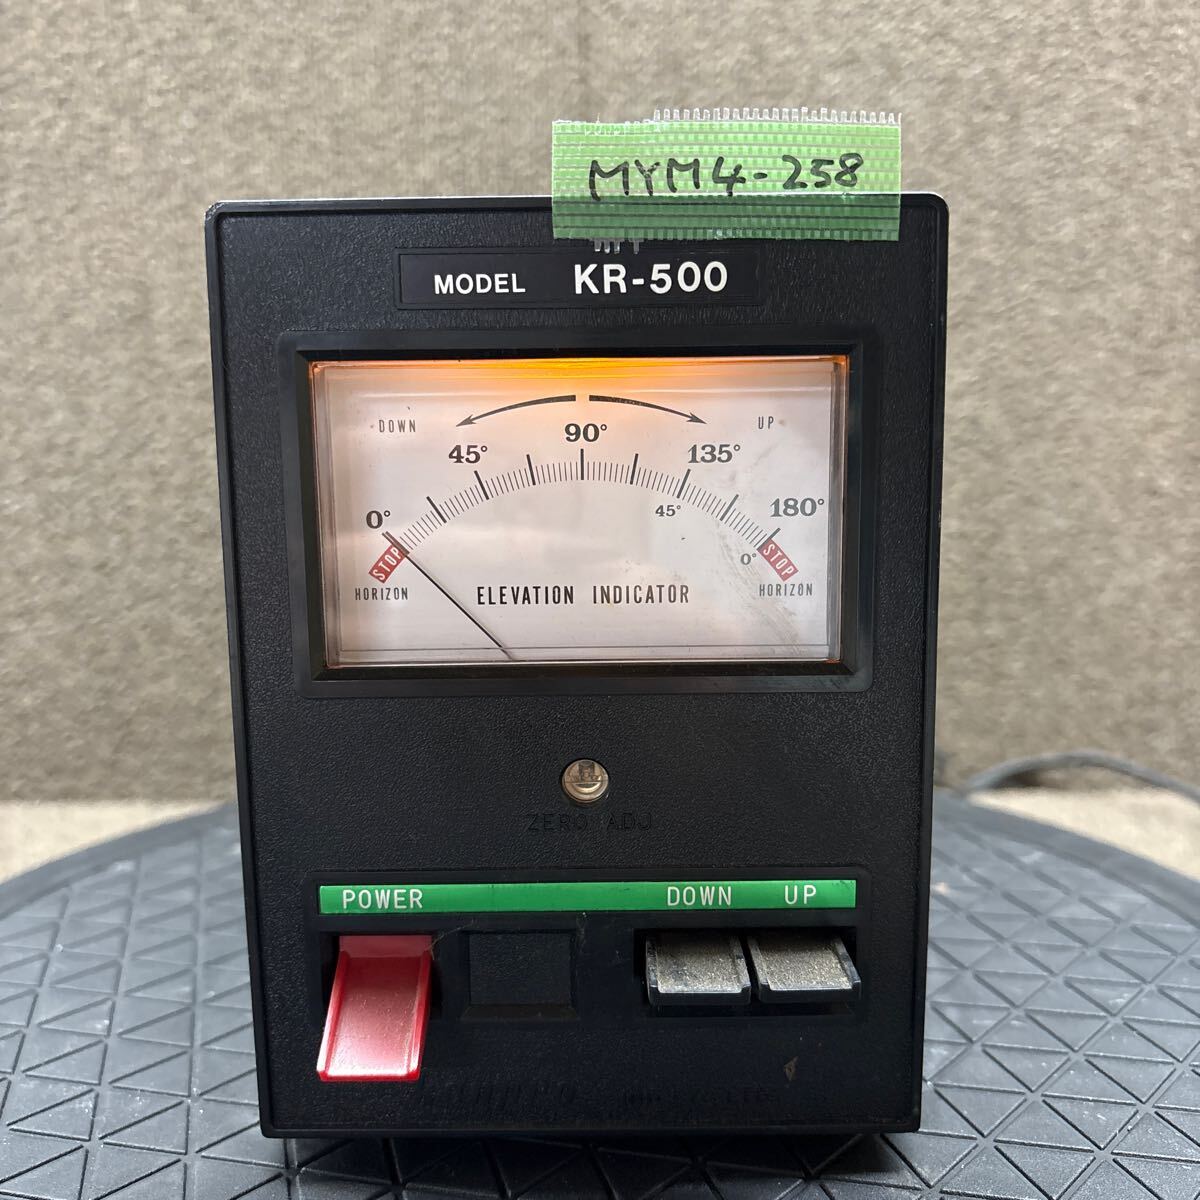 MYM4-258
MODEL KR-500
DOWN UP
45° 90° 135°
0° 45° 180°
STOP 0° STOP
HORIZON ELEVATION INDICATOR HORIZON
ZERO ADJ
POWER DOWN UP